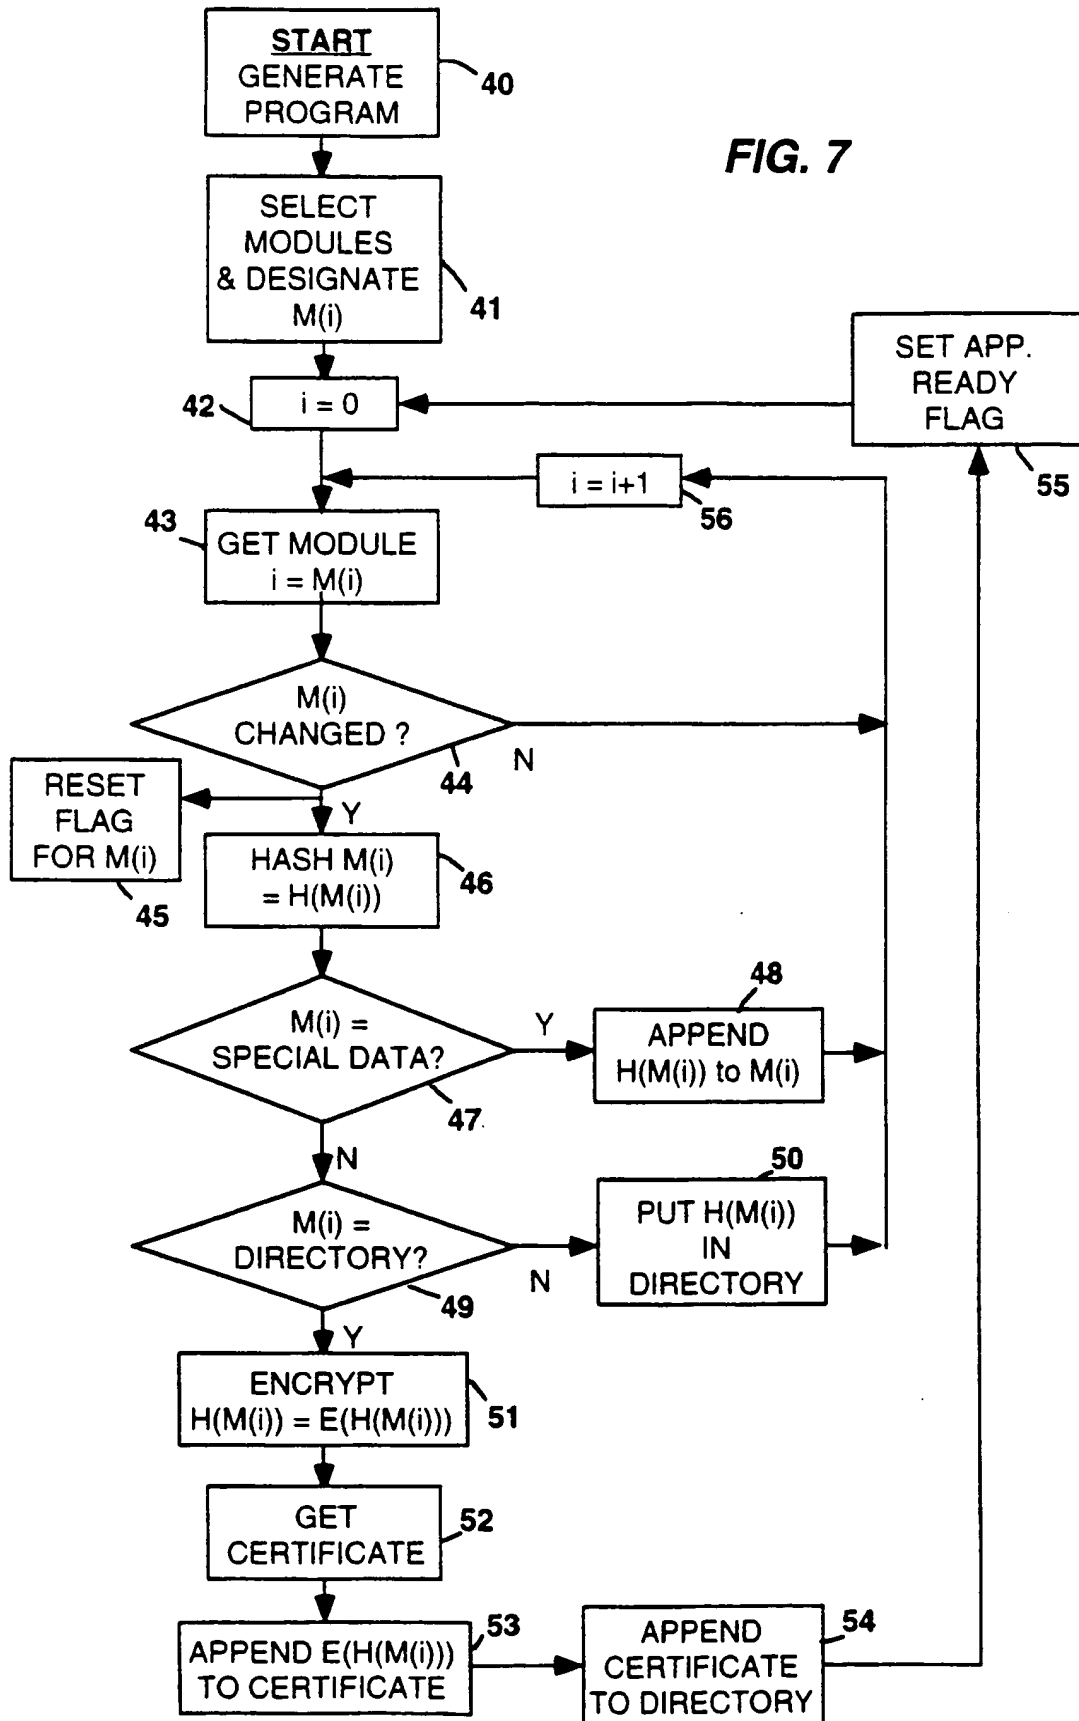 START
GENERATE
PROGRAM
40
FIG. 7
SELECT
MODULES
& DESIGNATE
M(i)
41
SET APP.
READY
FLAG
55
i = 0
42
i = i+1
56
43
GET MODULE
i = M(i)
M(i)
CHANGED ?
44
N
RESET
FLAG
FOR M(i)
45
Y
HASH M(i)
= H(M(i))
46
M(i) =
SPECIAL DATA?
47
Y
48
APPEND
H(M(i)) to M(i)
N
M(i) =
DIRECTORY?
49
N
50
PUT H(M(i))
IN
DIRECTORY
Y
ENCRYPT
H(M(i)) = E(H(M(i)))
51
GET
CERTIFICATE
52
APPEND E(H(M(i)))
TO CERTIFICATE
53
APPEND
CERTIFICATE
TO DIRECTORY
54